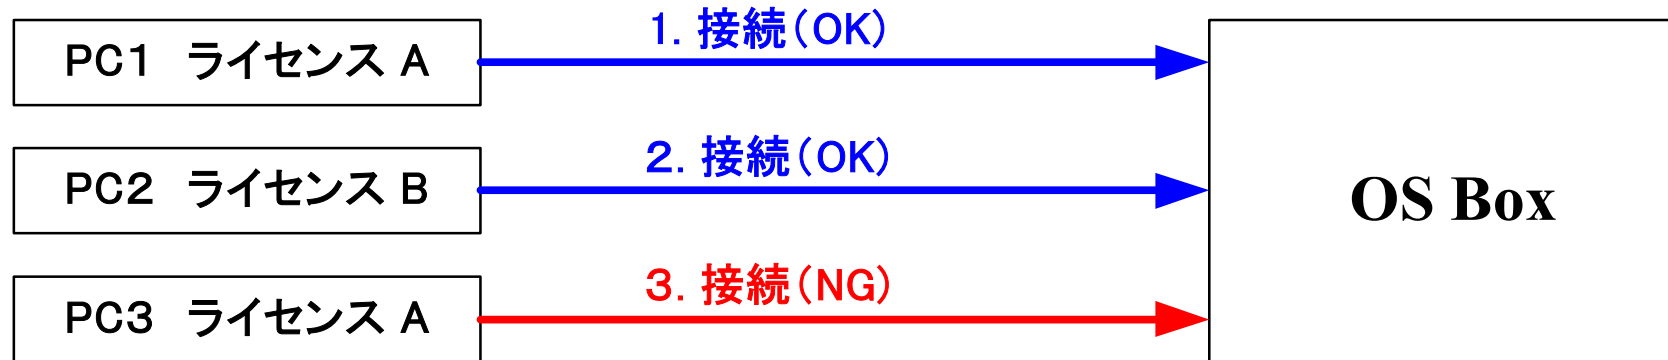 1. 接続(OK)
PC1 ライセンス A
2. 接続(OK)
PC2 ライセンス B
OS Box
3. 接続(NG)
PC3 ライセンス A